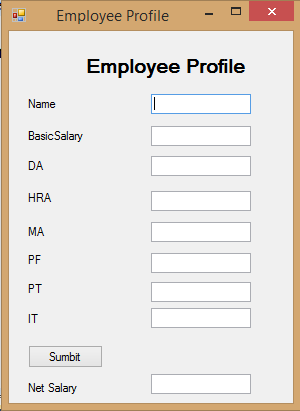 Employee Profile
Employee Profile
Name
BasicSalary
DA
HRA
MA
PF
PT
IT
Sumbit
Net Salary